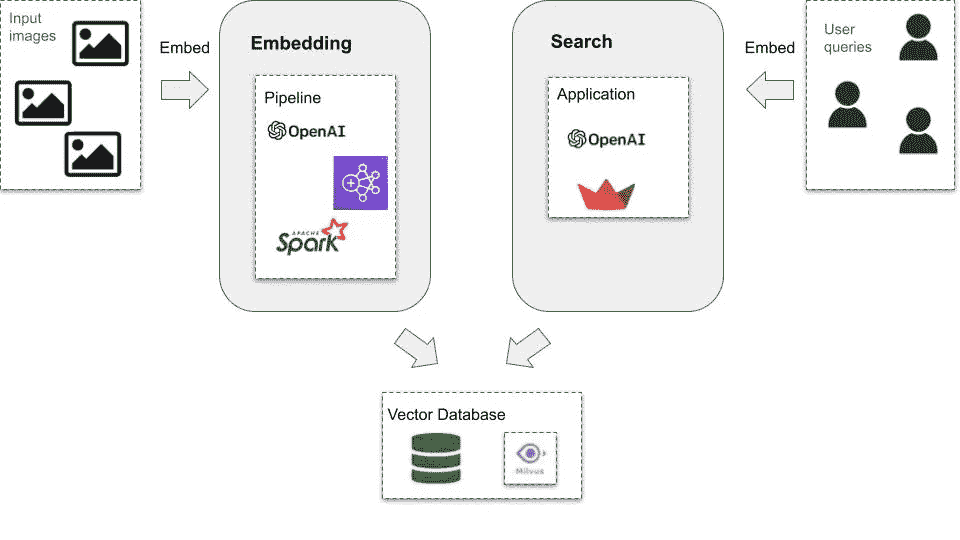 Input
images
Embed
Embedding
Pipeline
OpenAI
APACHE
Spark
Search
Application
OpenAI
Embed
User
queries
Vector Database
Milvus